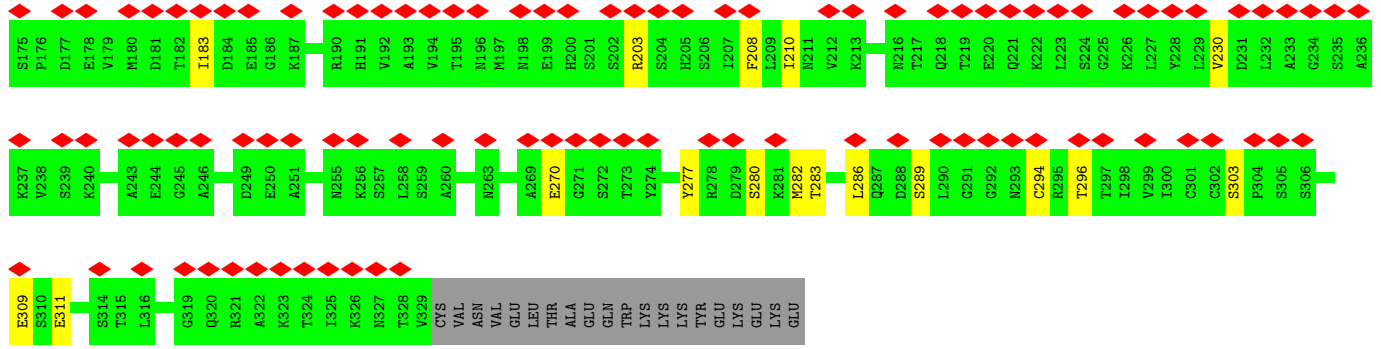 S175 P176 D177 E178 V179 M180 D181 T182 I183 D184 E185 G186 K187 R190 H191 V192 A193 V194 T195 N196 M197 N198 E199 H200 S201 S202 R203 S204 H205 S206 I207 F208 L209 I210 N211 V212 K213 N216 T217 Q218 T219 E220 Q221 K222 L223 S224 G225 K226 L227 Y228 L229 V230 D231 L232 A233 G234 S235 A236
K237 V238 S239 K240 A243 E244 G245 A246 D249 E250 A251 N255 K256 S257 L258 S259 A260 N263 A269 E270 G271 S272 T273 Y274 Y277 R278 D279 S280 K281 M282 T283 L286 Q287 D288 S289 L290 G291 G292 N293 C294 R295 T296 T297 I298 V299 I300 C301 C302 S303 P304 S305 S306
E309 S310 E311 S314 T315 L316 G319 Q320 R321 A322 K323 T324 I325 K326 N327 T328 V329 CYS VAL ASN VAL GLU LEU THR ALA GLU GLN TRP LYS LYS LYS TYR GLU LYS GLU LYS GLU